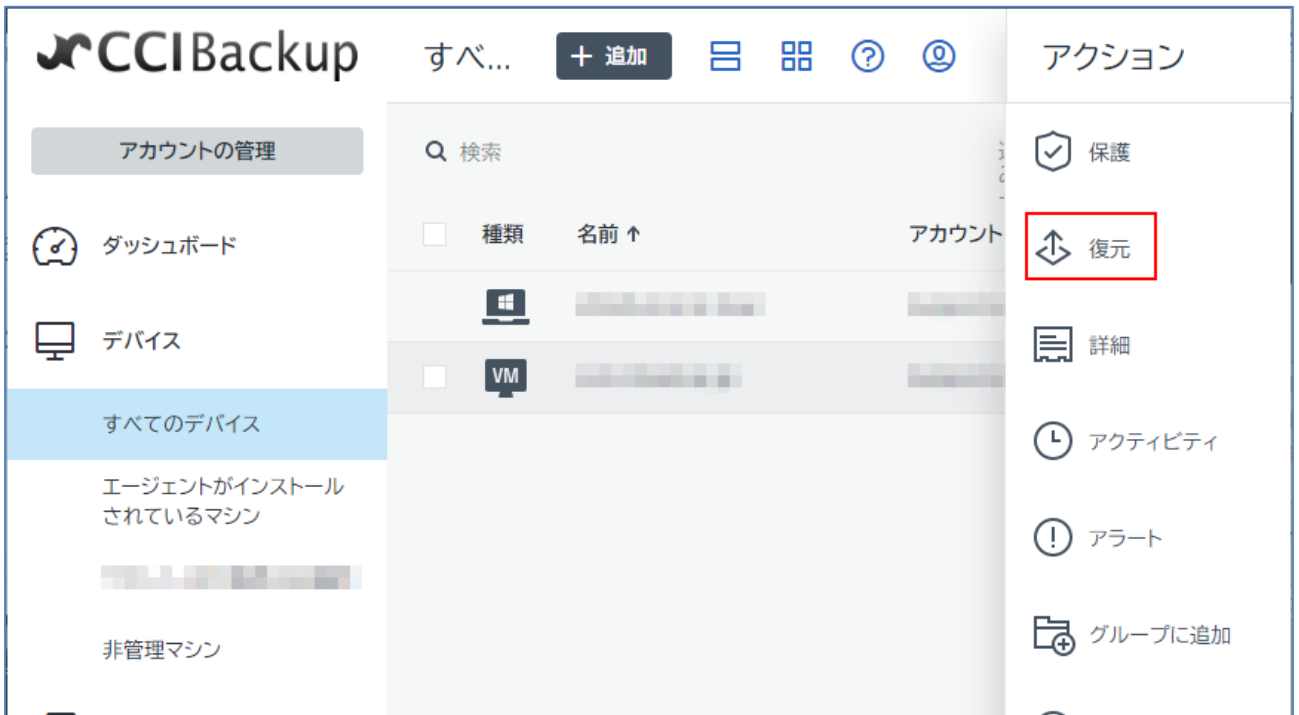 CCIBackup
すべ...
+ 追加
アクション
アカウントの管理
検索
保護
種類
名前 ↑
アカウント
ダッシュボード
復元
デバイス
詳細
VM
すべてのデバイス
アクティビティ
エージェントがインストール
されているマシン
アラート
グループに追加
非管理マシン